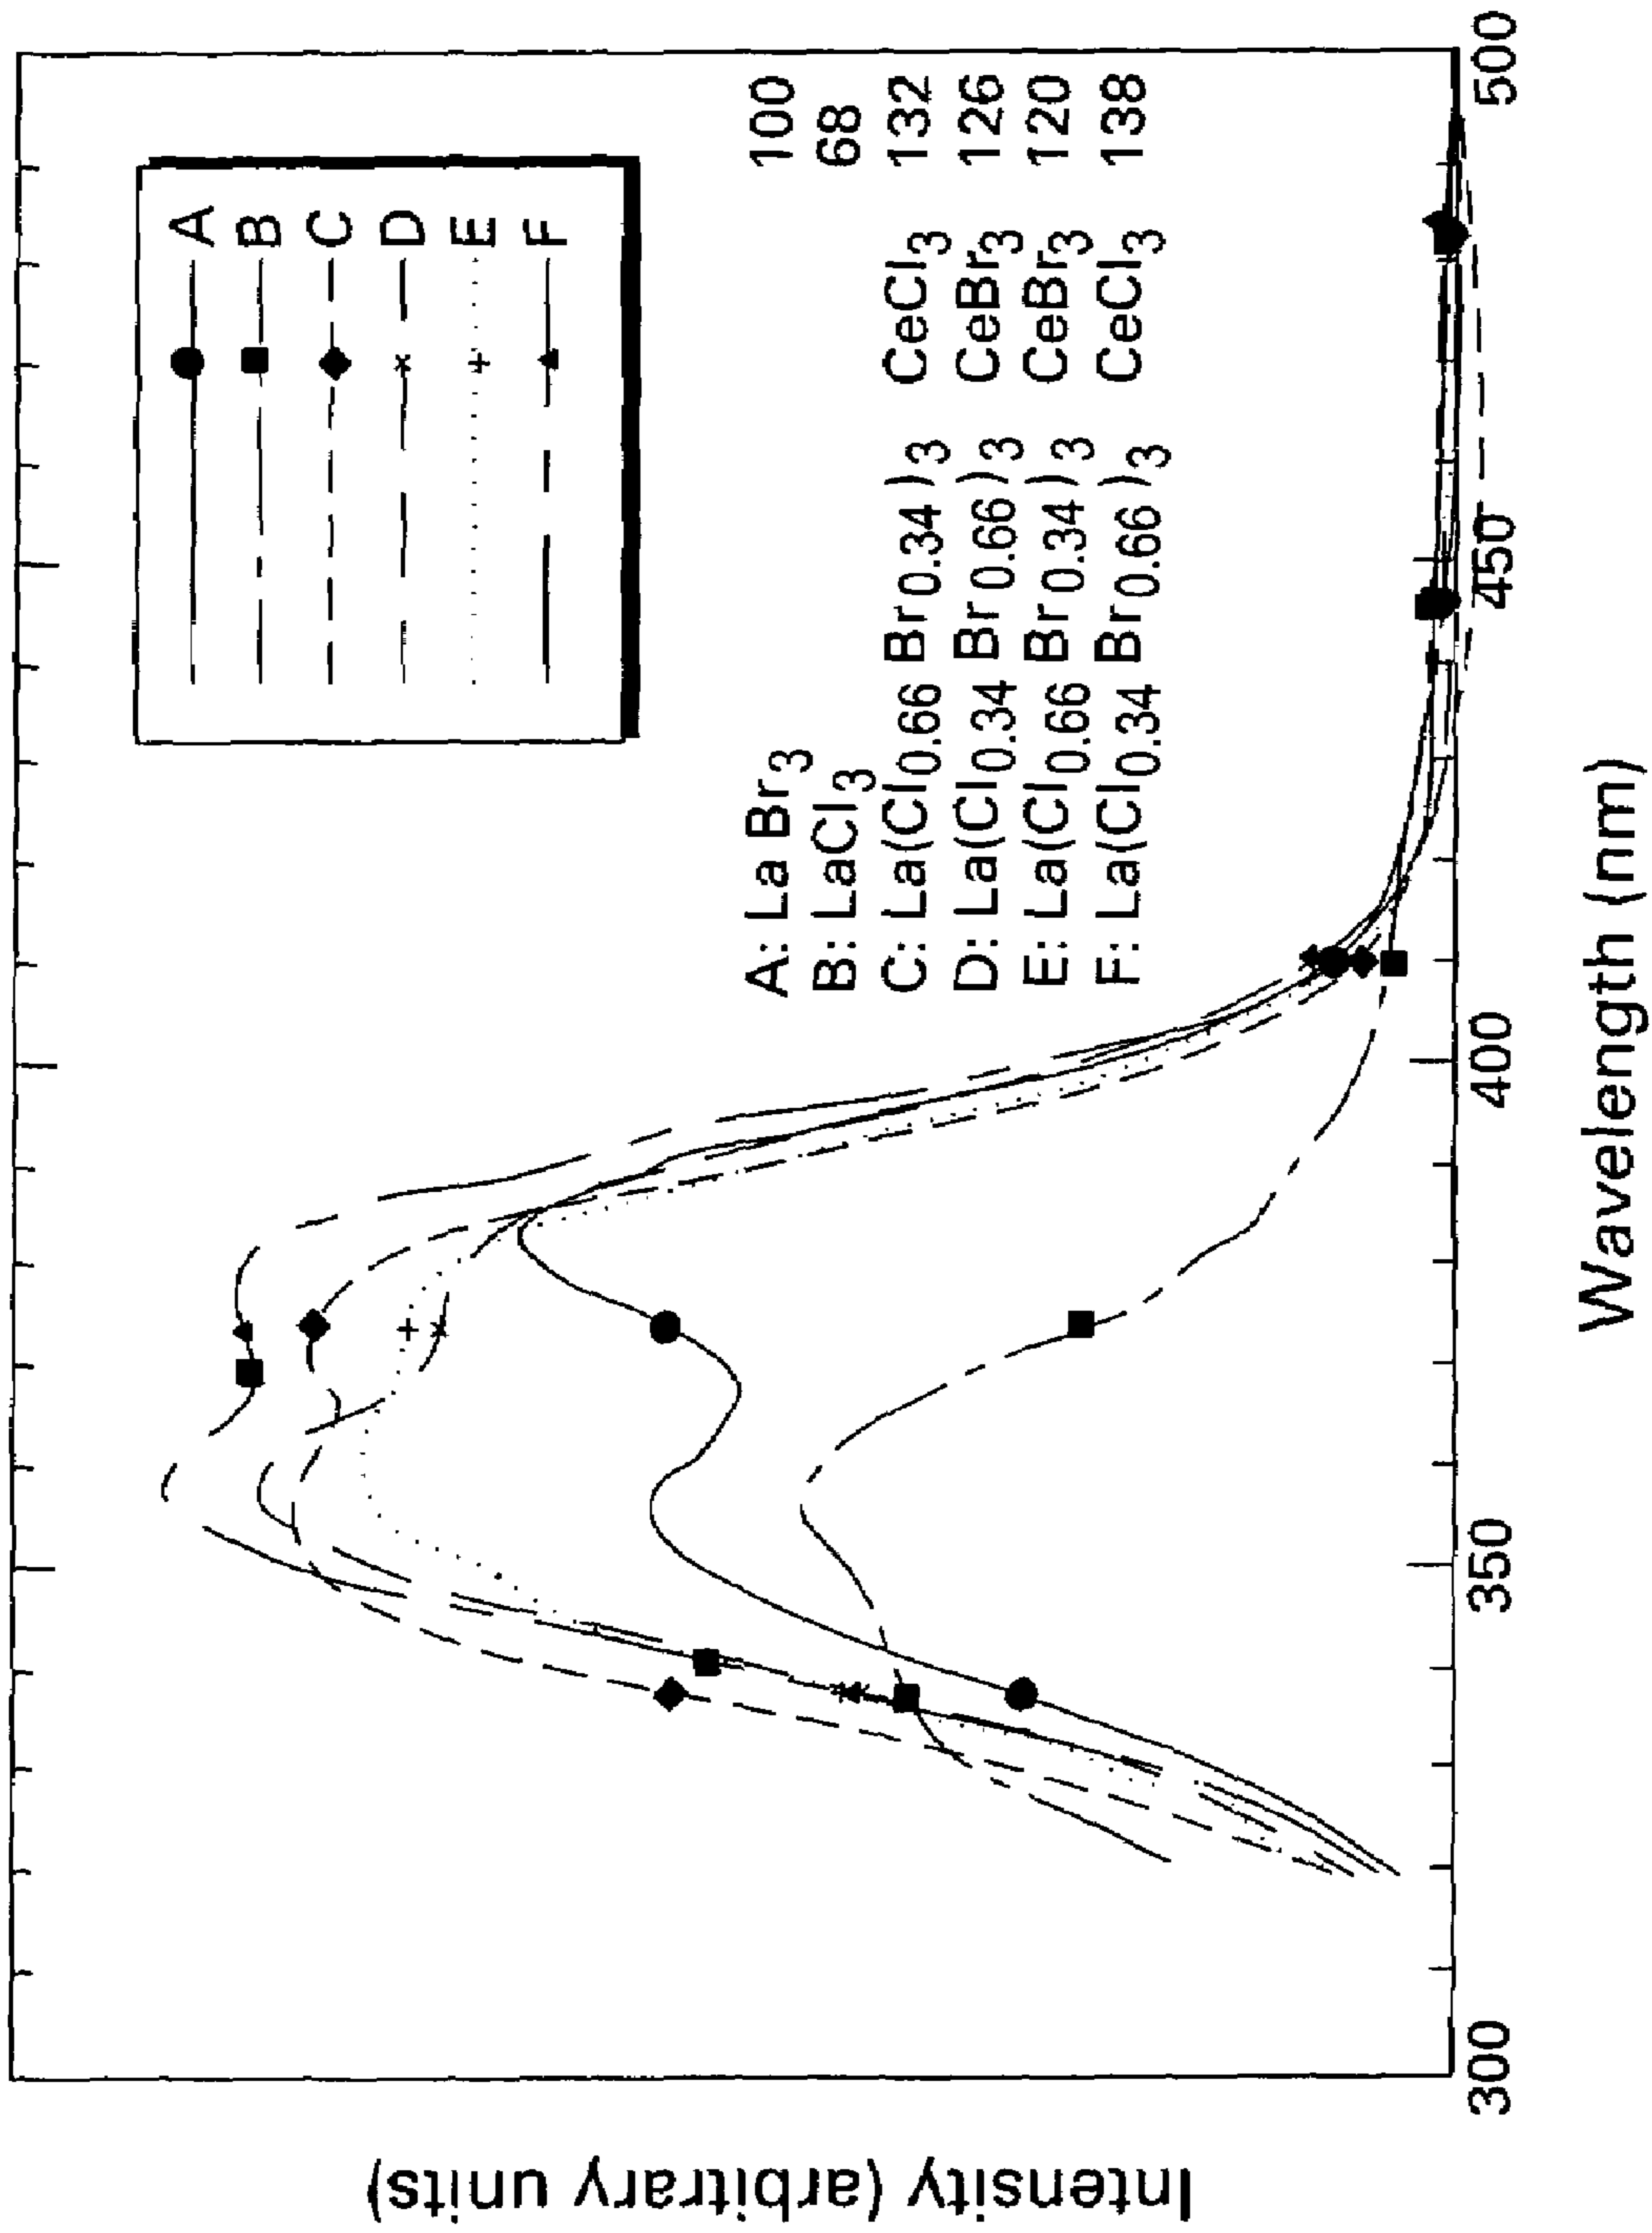 A
B
C
D
E
F
A: La Br3 100
B: LaCl3 68
C: La(Cl0.66 Br0.34)3 CeCl3 132
D: La(Cl0.34 Br0.66)3 CeBr3 126
E: La(Cl0.66 Br0.34)3 CeBr3 120
F: La(Cl0.34 Br0.66)3 CeCl3 138
Intensity (arbitrary units)
300 350 400 450 500
Wavelength (nm)